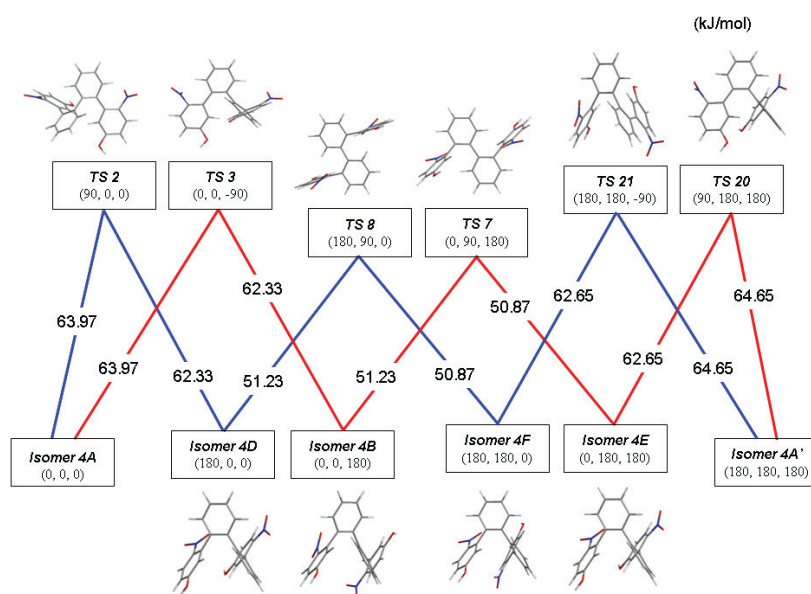 (kJ/mol)
TS 2
(90, 0, 0)
TS 3
(0, 0, -90)
TS 8
(180, 90, 0)
TS 7
(0, 90, 180)
TS 21
(180, 180, -90)
TS 20
(90, 180, 180)
63.97
63.97
62.33
62.33
51.23
51.23
50.87
50.87
62.65
62.65
64.65
64.65
Isomer 4A
(0, 0, 0)
Isomer 4D
(180, 0, 0)
Isomer 4B
(0, 0, 180)
Isomer 4F
(180, 180, 0)
Isomer 4E
(0, 180, 180)
Isomer 4A'
(180, 180, 180)